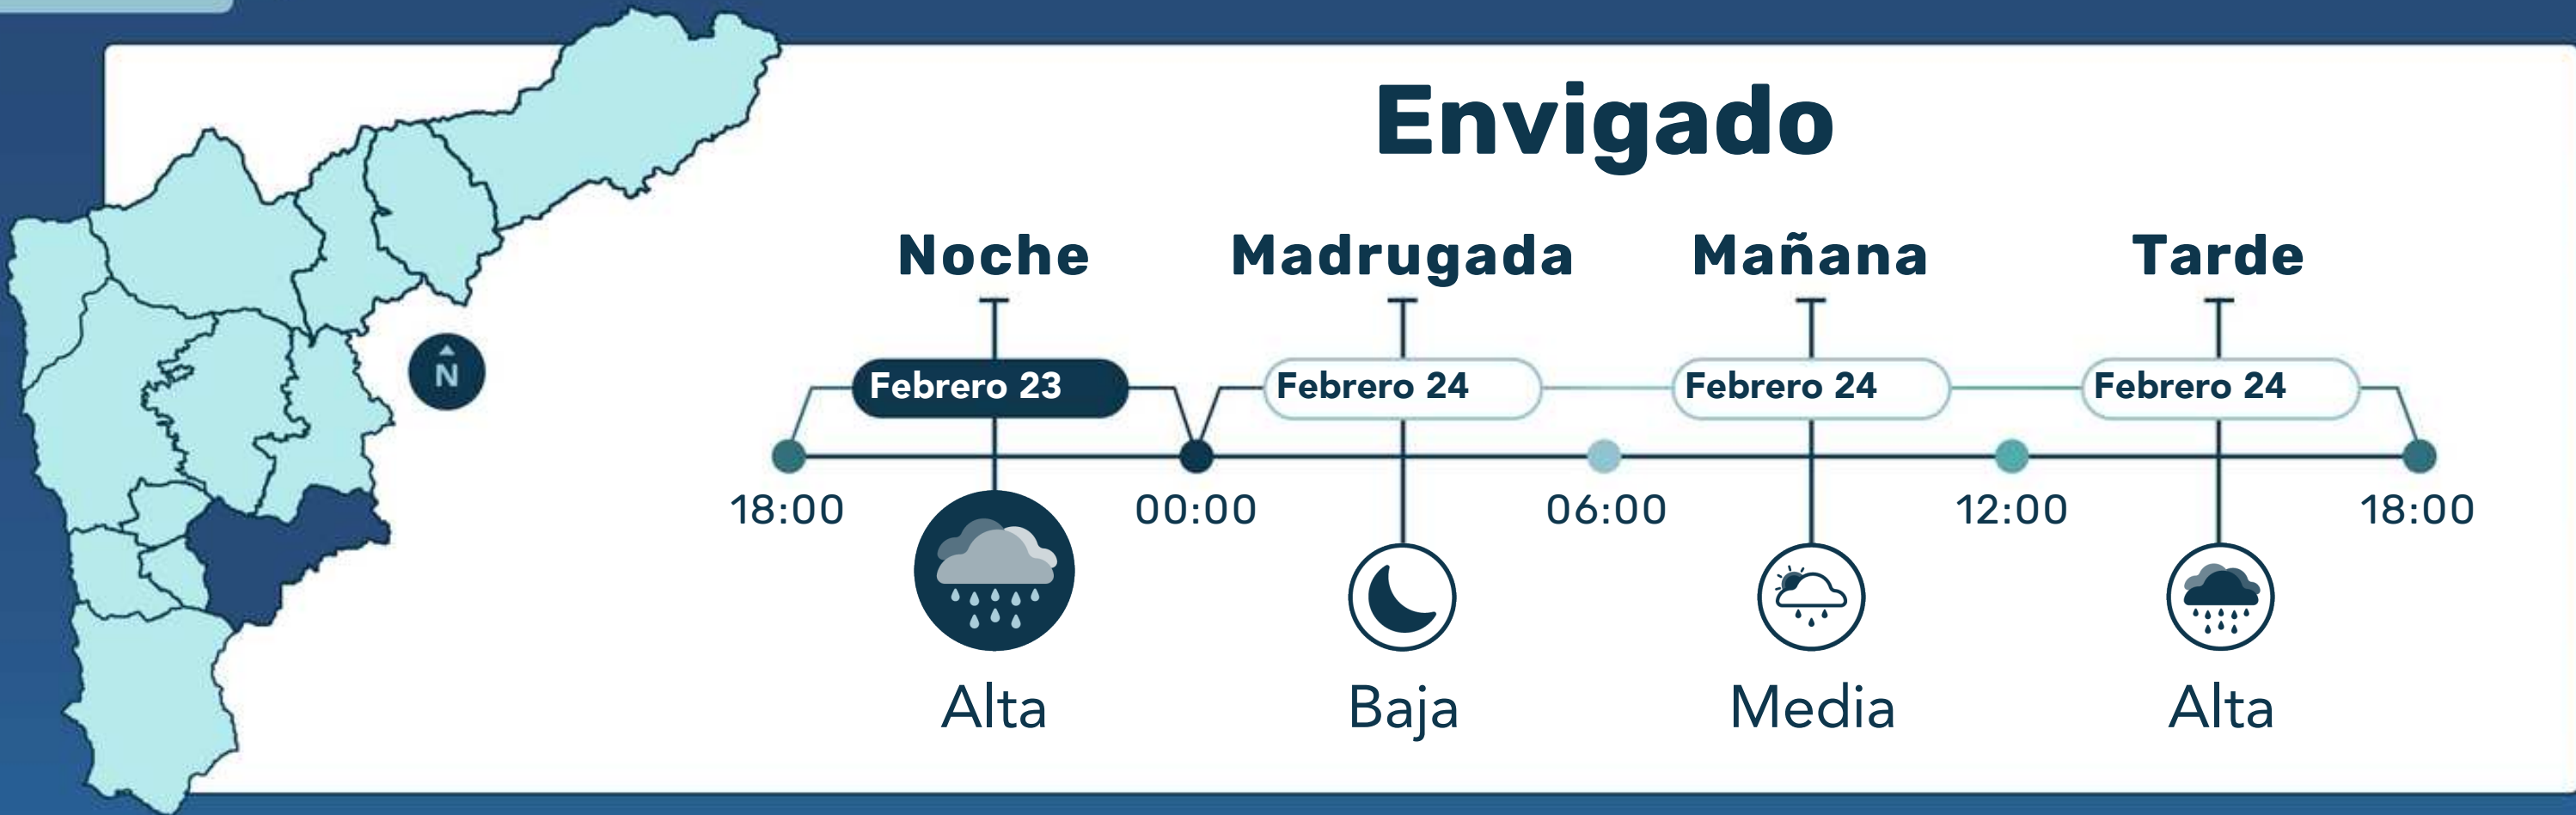 Envigado
Noche Madrugada Mañana Tarde
Febrero 23 Febrero 24 Febrero 24 Febrero 24
N
18:00 00:00 06:00 12:00 18:00
Alta Baja Media Alta